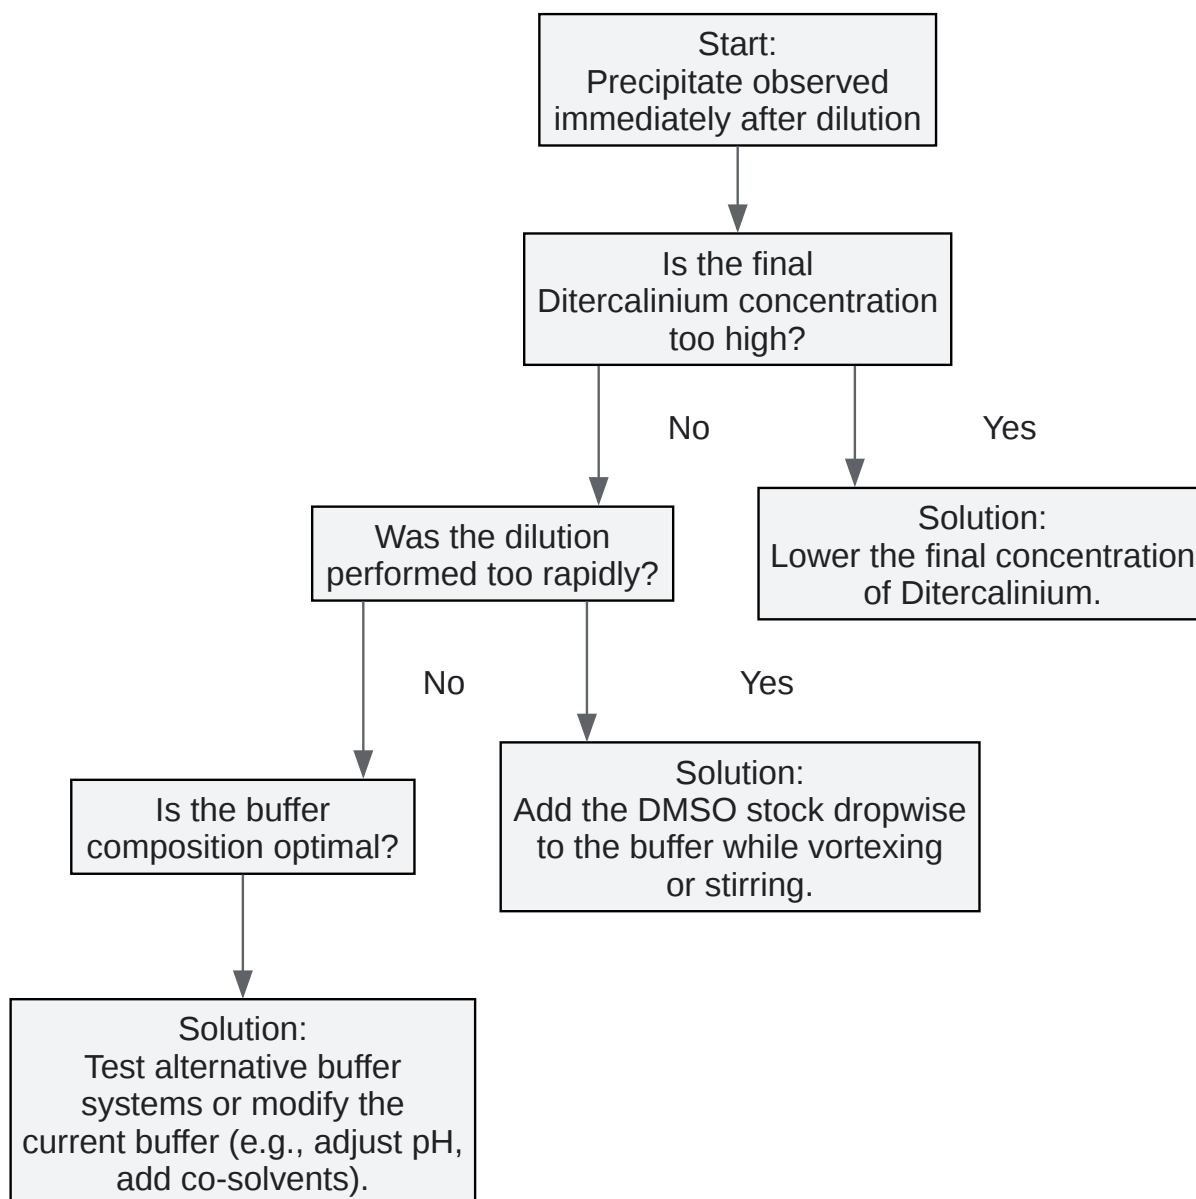 Start:
Precipitate observed
immediately after dilution
Is the final
Ditercalinium concentration
too high?
No
Yes
Solution:
Lower the final concentration
of Ditercalinium.
Was the dilution
performed too rapidly?
No
Yes
Solution:
Add the DMSO stock dropwise
to the buffer while vortexing
or stirring.
Is the buffer
composition optimal?
Solution:
Test alternative buffer
systems or modify the
current buffer (e.g., adjust pH,
add co-solvents).